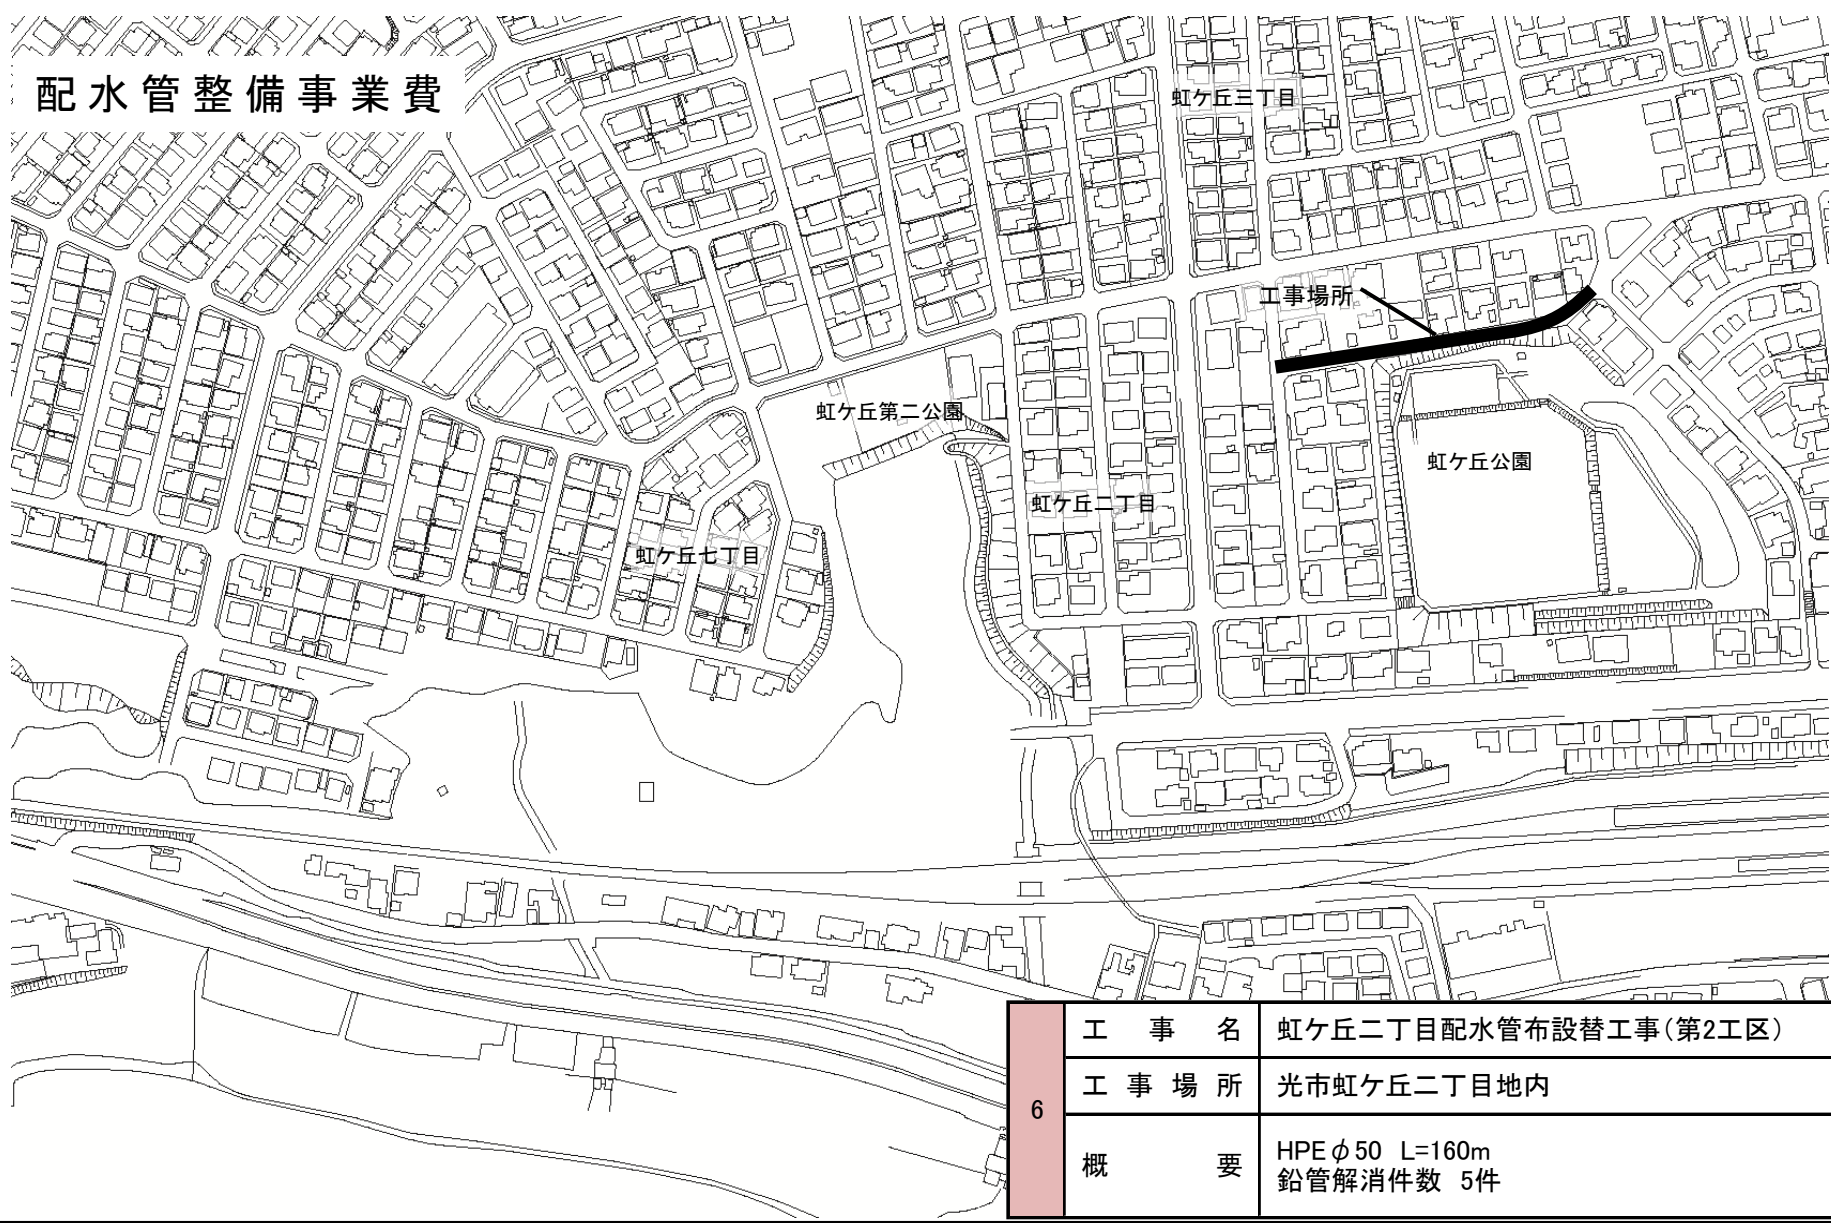 配水管整備事業費
虹ケ丘三丁目
工事場所
虹ケ丘第二公園
虹ケ丘公園
虹ケ丘二丁目
虹ケ丘七丁目
6
工事名 虹ケ丘二丁目配水管布設替工事(第2工区)
工事場所 光市虹ケ丘二丁目地内
概要 HPEφ50 L=160m
鉛管解消件数 5件